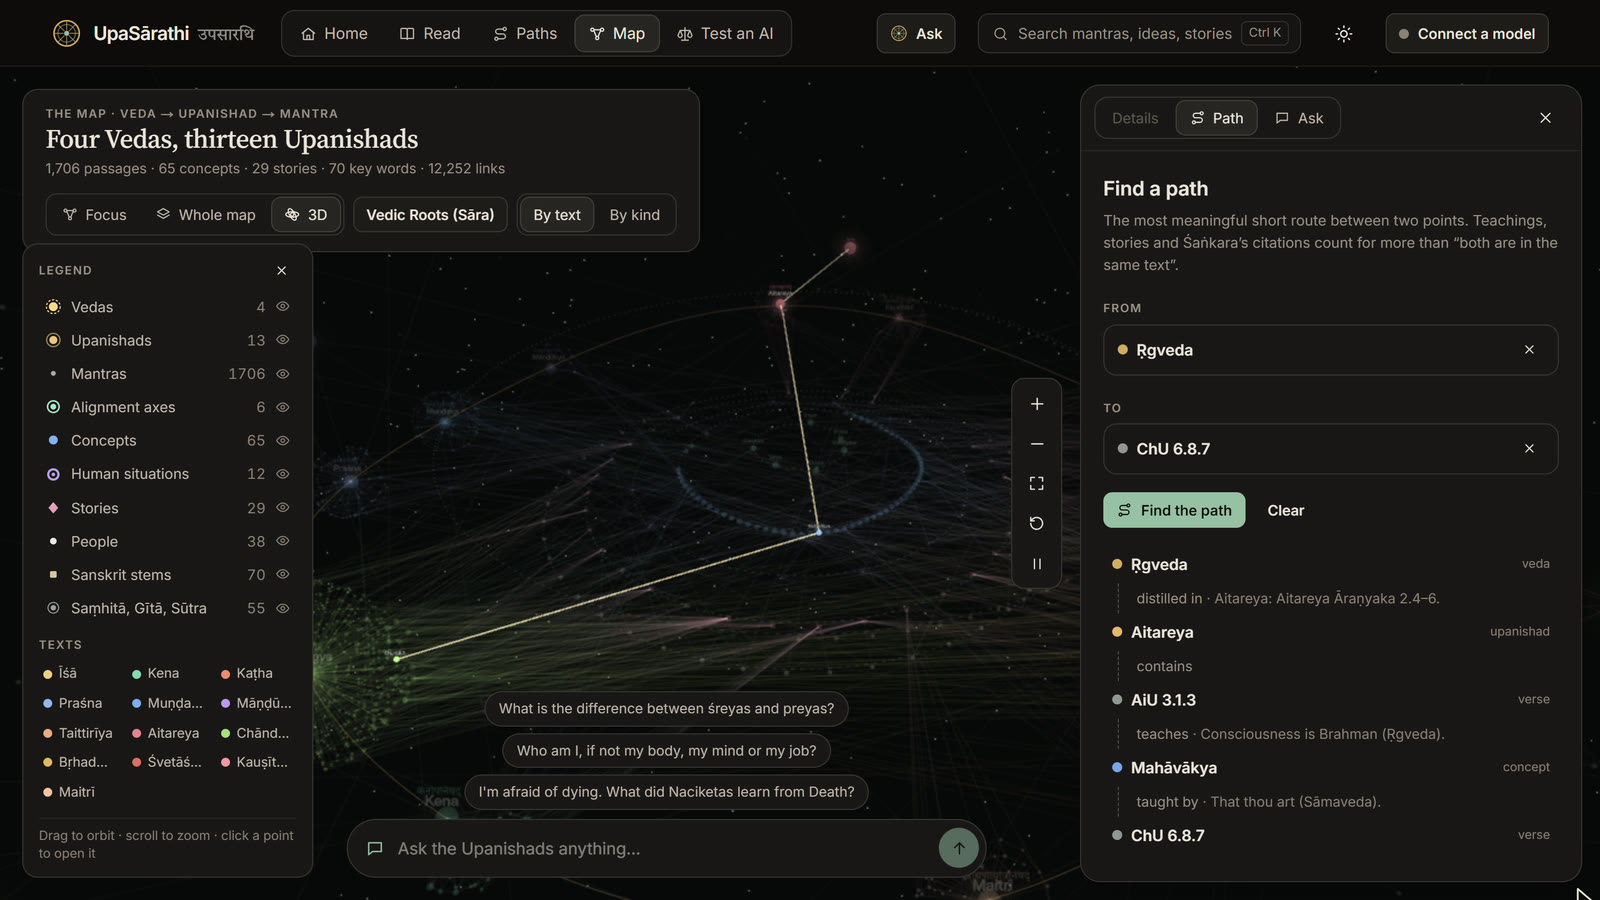 UpaSārathi उपसारथि
Home
Read
Paths
Map
Test an AI
Ask
Search mantras, ideas, stories
Ctrl K
Connect a model
THE MAP · VEDA → UPANISHAD → MANTRA
Four Vedas, thirteen Upanishads
1,706 passages · 65 concepts · 29 stories · 70 key words · 12,252 links
Focus
Whole map
3D
Vedic Roots (Sāra)
By text
By kind
LEGEND
Vedas 4
Upanishads 13
Mantras 1706
Alignment axes 6
Concepts 65
Human situations 12
Stories 29
People 38
Sanskrit stems 70
Saṃhitā, Gītā, Sūtra 55
TEXTS
Īśā Kena Kaṭha
Praśna Muṇḍa... Māṇḍū...
Taittirīya Aitareya Chānd...
Bṛhad... Śvetāś... Kauṣīt...
Maitrī
Drag to orbit · scroll to zoom · click a point
to open it
Aitareya
Kena
Maitrī
What is the difference between śreyas and preyas?
Who am I, if not my body, my mind or my job?
I'm afraid of dying. What did Naciketas learn from Death?
Ask the Upanishads anything...
Details
Path
Ask
Find a path
The most meaningful short route between two points. Teachings,
stories and Śaṅkara’s citations count for more than “both are in the
same text”.
FROM
Ṛgveda
TO
ChU 6.8.7
Find the path
Clear
Ṛgveda veda
distilled in · Aitareya: Aitareya Āraṇyaka 2.4–6.
Aitareya upanishad
contains
AiU 3.1.3 verse
teaches · Consciousness is Brahman (Ṛgveda).
Mahāvākya concept
taught by · That thou art (Sāmaveda).
ChU 6.8.7 verse